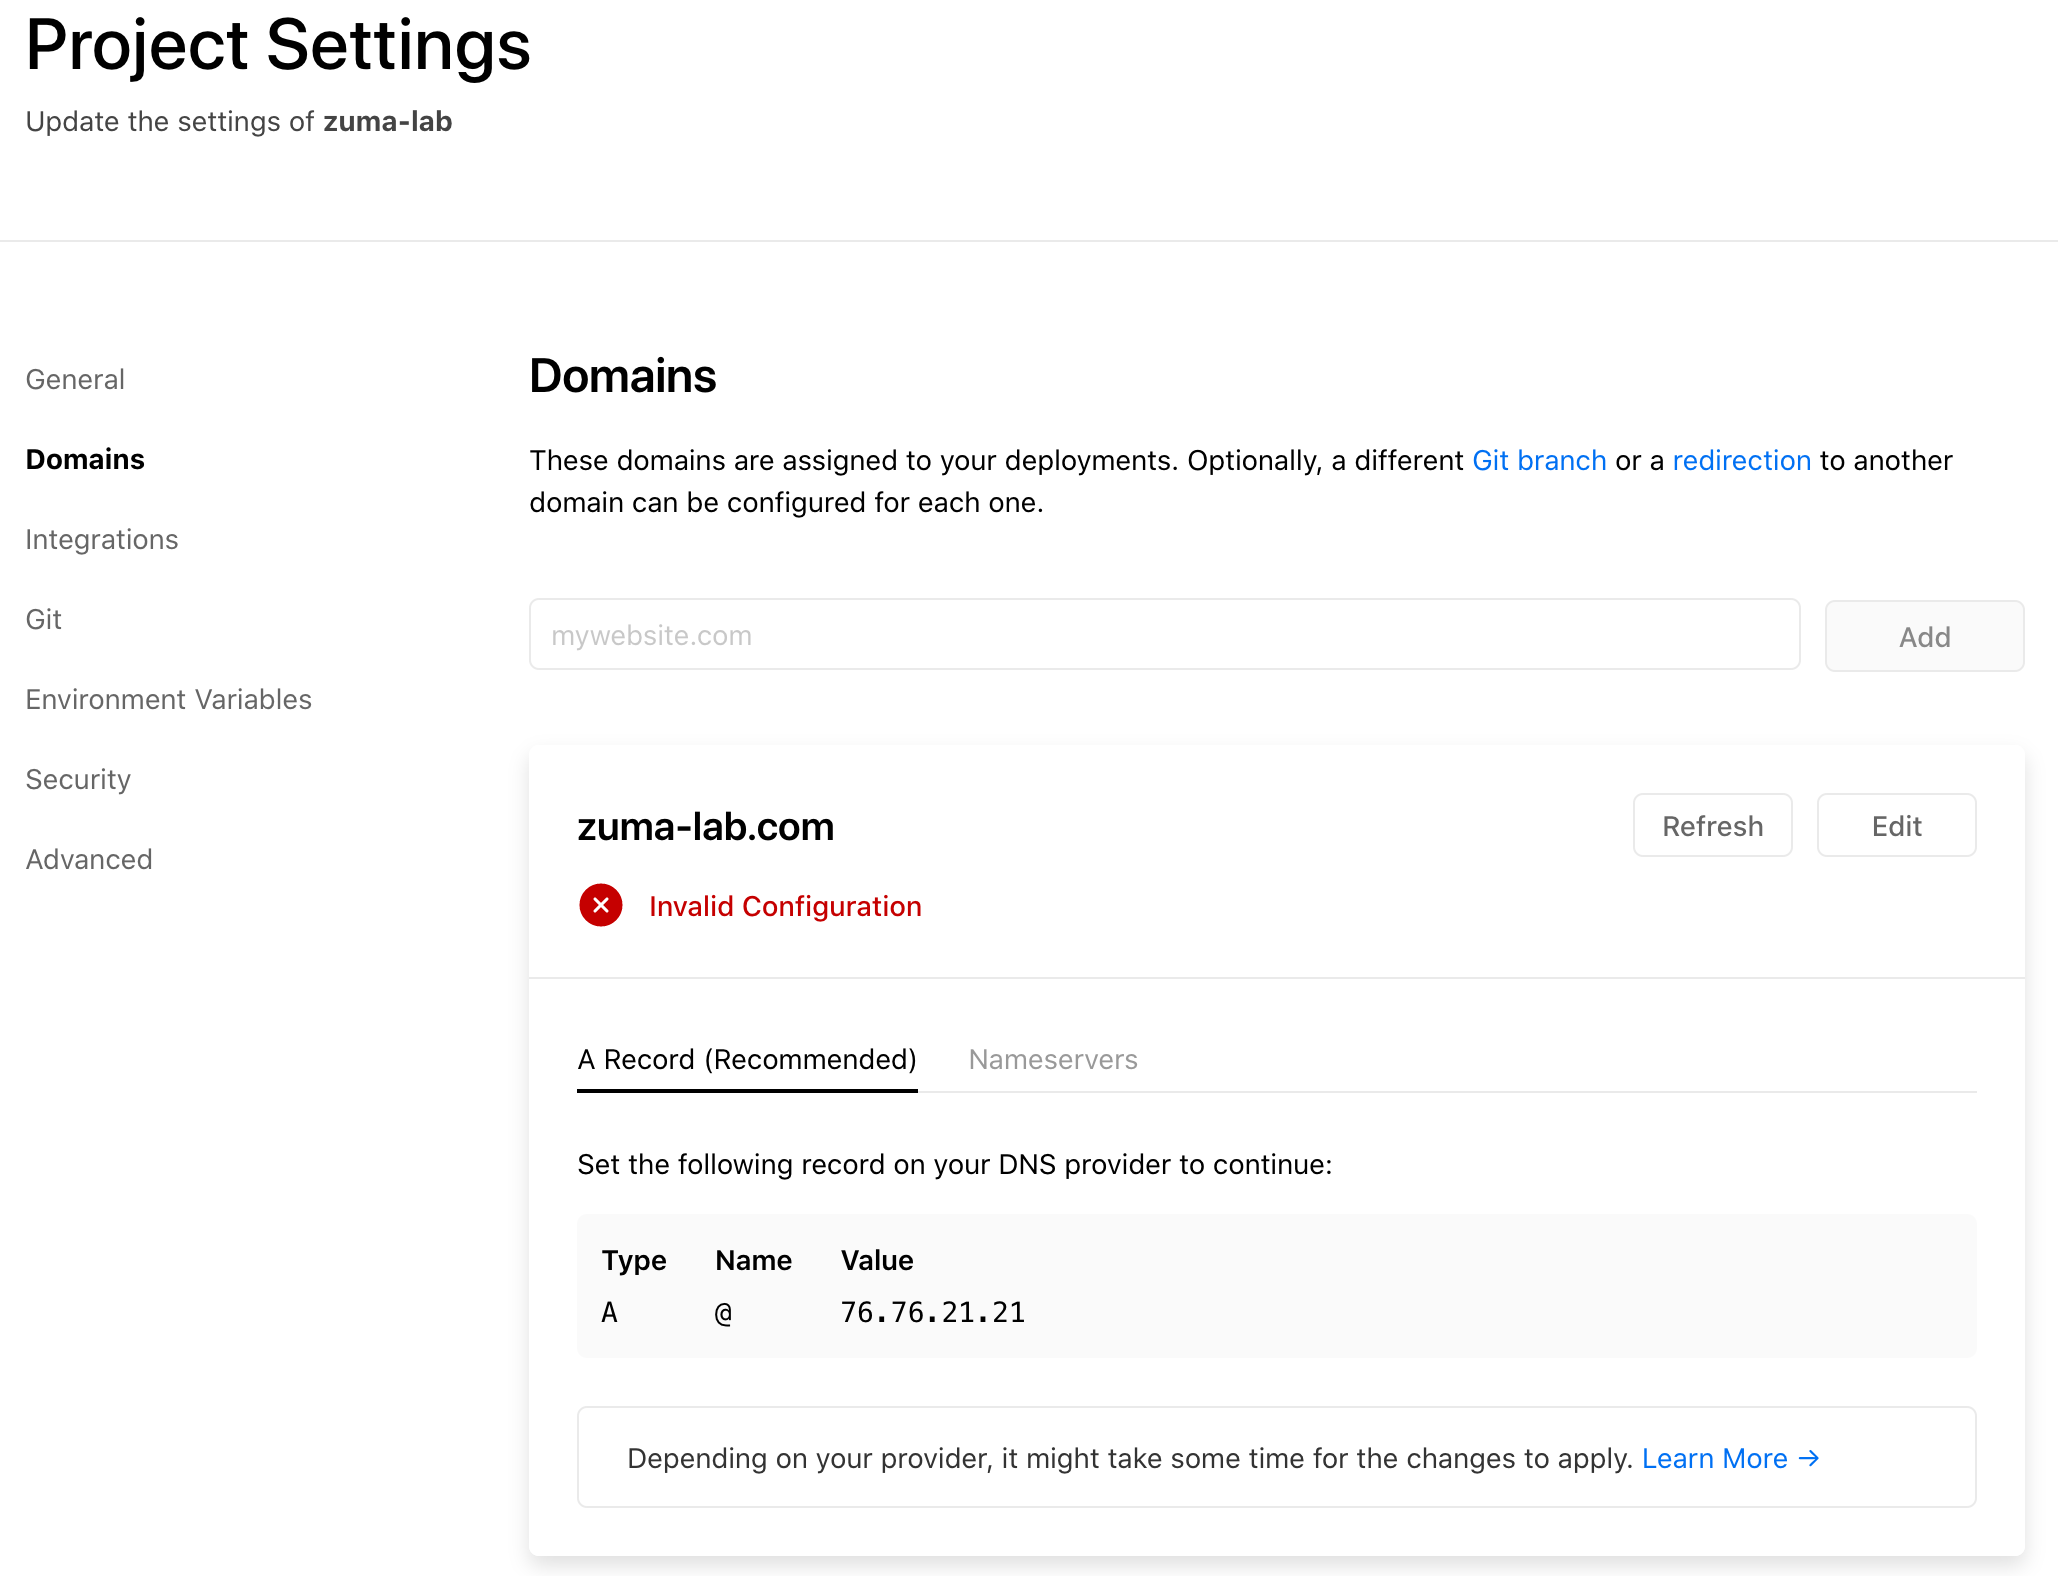 Project Settings
Update the settings of zuma-lab
General
Domains
Integrations
Git
Environment Variables
Security
Advanced
Domains
These domains are assigned to your deployments. Optionally, a different Git branch or a redirection to another
domain can be configured for each one.
mywebsite.com
Add
zuma-lab.com
Refresh
Edit
Invalid Configuration
A Record (Recommended)
Nameservers
Set the following record on your DNS provider to continue:
Type Name Value
A @ 76.76.21.21
Depending on your provider, it might take some time for the changes to apply. Learn More →